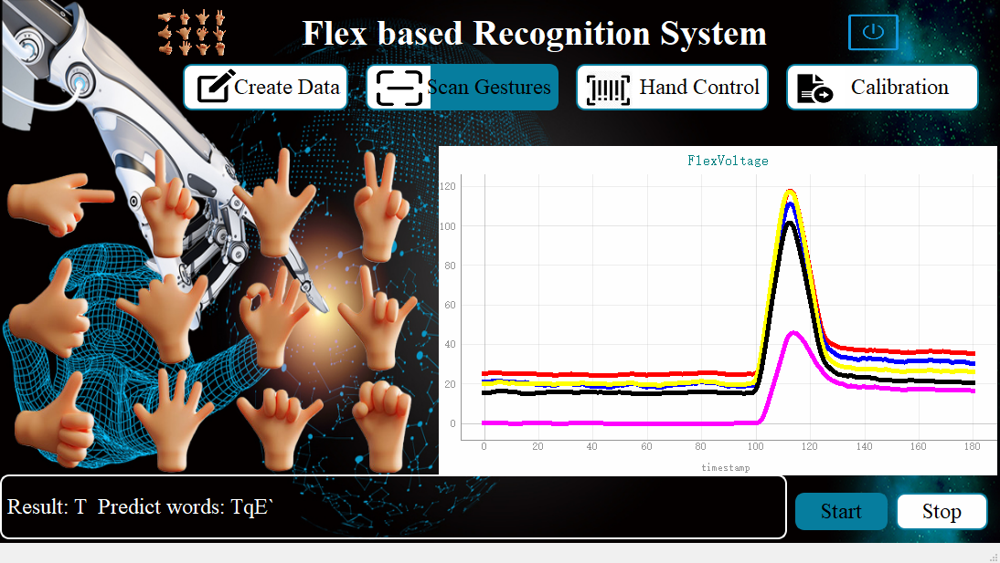 Flex based Recognition System
Create Data
Scan Gestures
Hand Control
Calibration
FlexVoltage
120
100
80
60
40
20
0
0 20 40 60 80 100 120 140 160 180
timestamp
Result: T Predict words: TqE`
Start
Stop